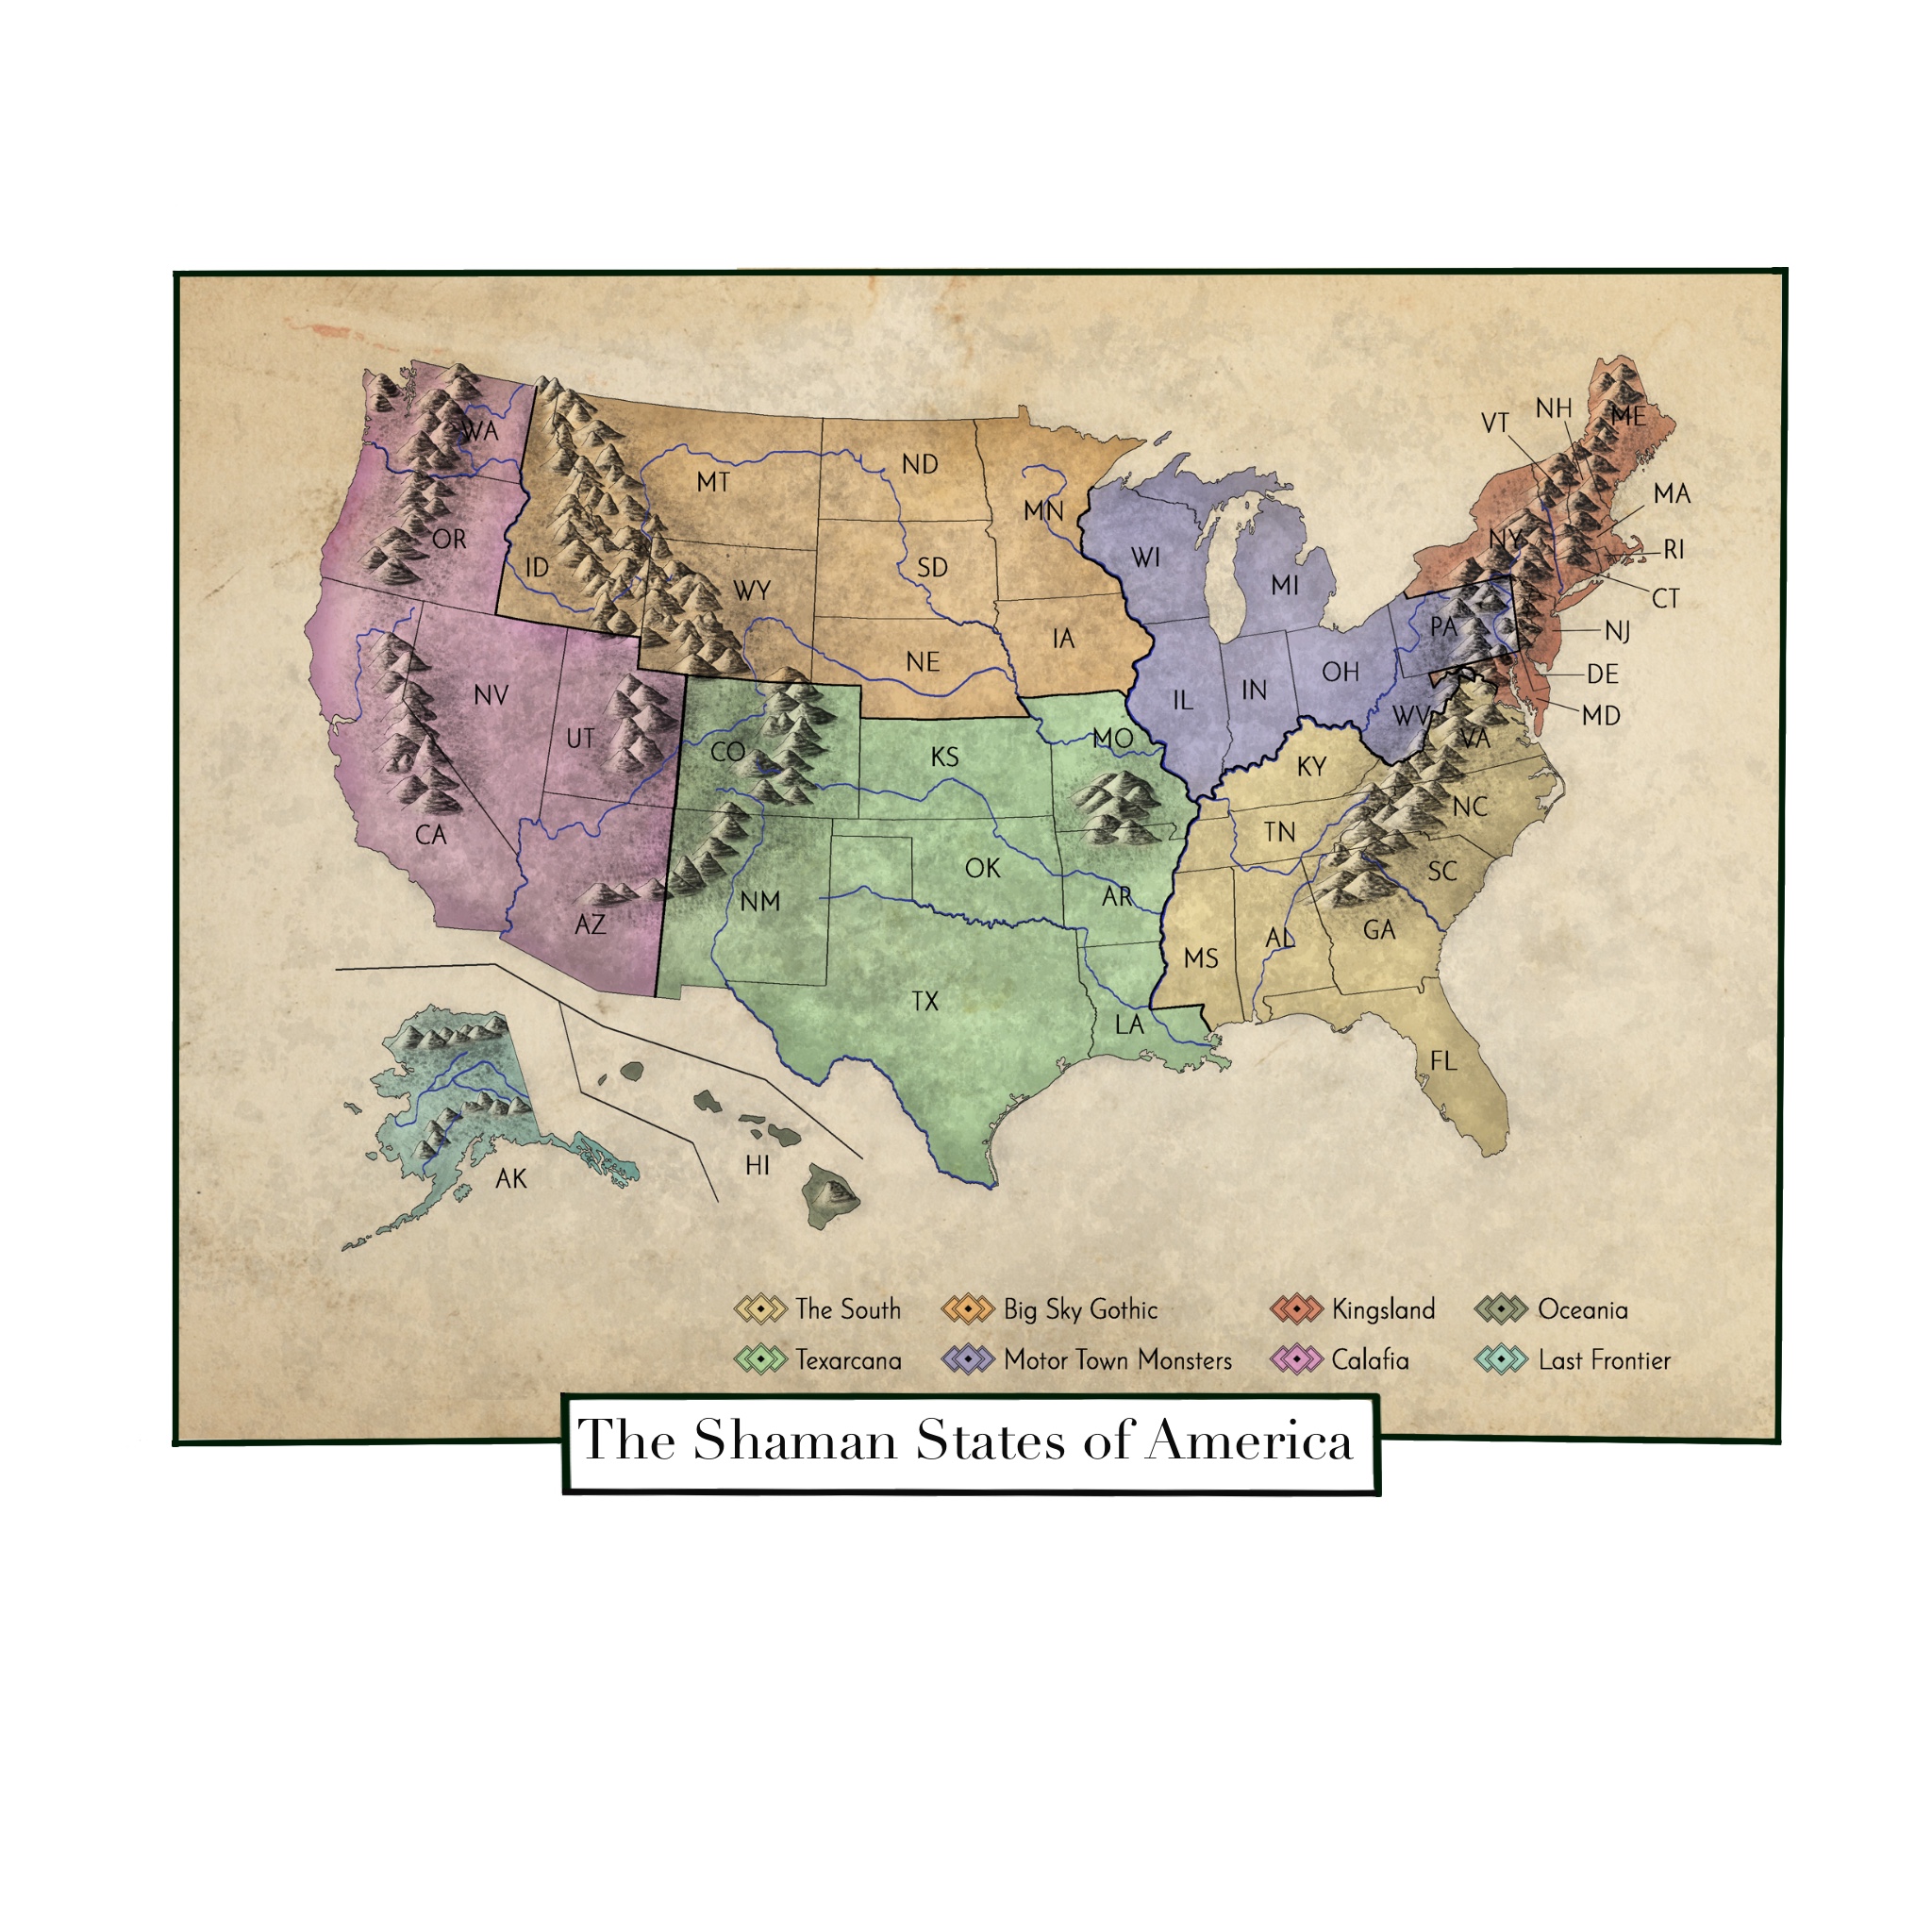 ME
NH
VT
WA
ND
MT
MA
MN
OR
NY
RI
WI
ID
SD
MI
WY
CT
PA
NJ
IA
NE
OH
DE
IN
NV
IL
WV
MD
UT
CO
MO
VA
KS
KY
NC
CA
TN
OK
SC
AR
NM
AZ
GA
AL
MS
TX
LA
FL
HI
AK
The South
Big Sky Gothic
Kingsland
Oceania
Texarcana
Motor Town Monsters
Calafia
Last Frontier
The Shaman States of America